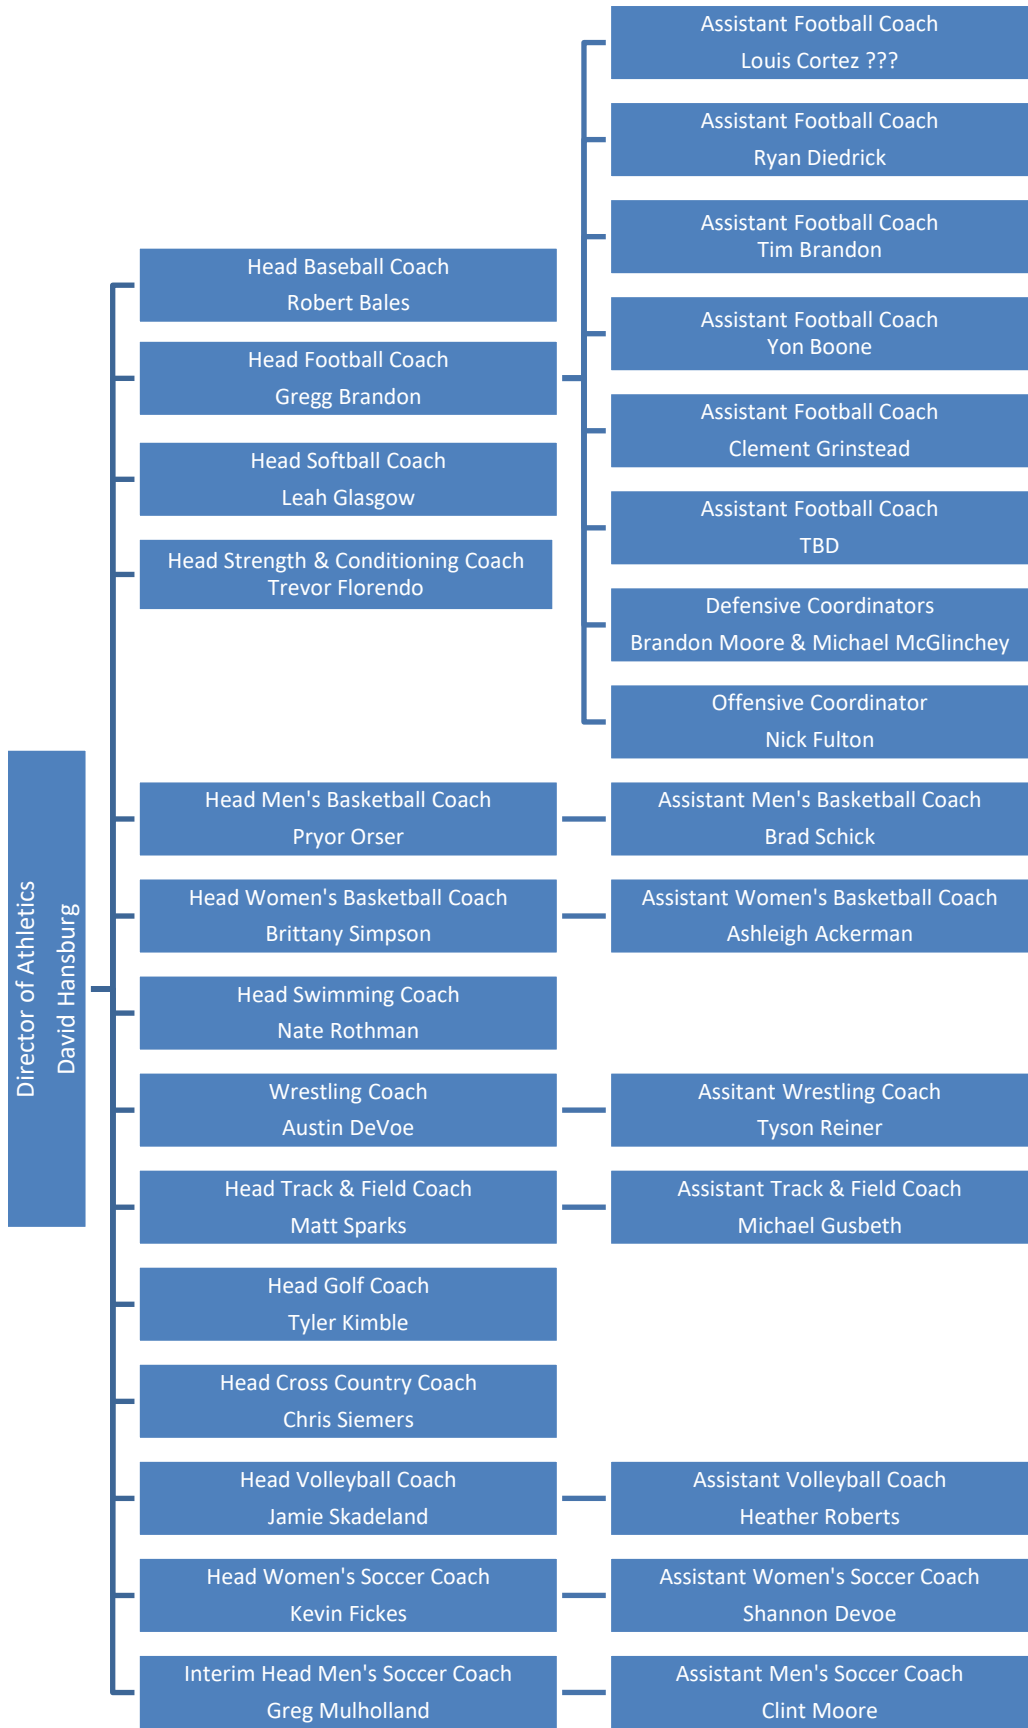 Director of Athletics
David Hansburg
Head Baseball Coach
Robert Bales
Head Football Coach
Gregg Brandon
Assistant Football Coach
Louis Cortez ???
Assistant Football Coach
Ryan Diedrick
Assistant Football Coach
Tim Brandon
Assistant Football Coach
Yon Boone
Assistant Football Coach
Clement Grinstead
Assistant Football Coach
TBD
Defensive Coordinators
Brandon Moore & Michael McGlinchey
Offensive Coordinator
Nick Fulton
Head Softball Coach
Leah Glasgow
Head Strength & Conditioning Coach
Trevor Florendo
Head Men's Basketball Coach
Pryor Orser
Assistant Men's Basketball Coach
Brad Schick
Head Women's Basketball Coach
Brittany Simpson
Assistant Women's Basketball Coach
Ashleigh Ackerman
Head Swimming Coach
Nate Rothman
Wrestling Coach
Austin DeVoe
Assitant Wrestling Coach
Tyson Reiner
Head Track & Field Coach
Matt Sparks
Assistant Track & Field Coach
Michael Gusbeth
Head Golf Coach
Tyler Kimble
Head Cross Country Coach
Chris Siemers
Head Volleyball Coach
Jamie Skadeland
Assistant Volleyball Coach
Heather Roberts
Head Women's Soccer Coach
Kevin Fickes
Assistant Women's Soccer Coach
Shannon Devoe
Interim Head Men's Soccer Coach
Greg Mulholland
Assistant Men's Soccer Coach
Clint Moore